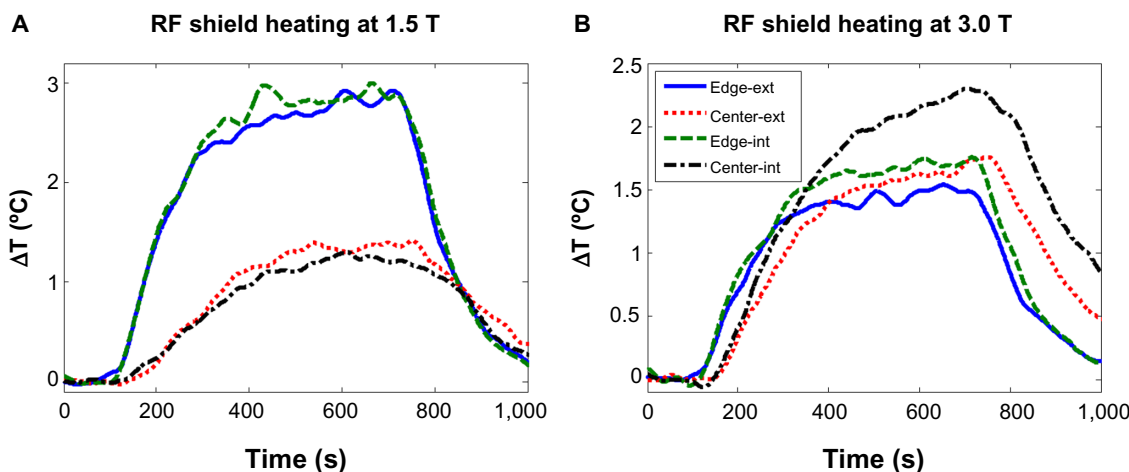 A
RF shield heating at 1.5 T
3
2
1
0
ΔT (ºC)
0
200
400
600
800
1,000
Time (s)
B
RF shield heating at 3.0 T
2.5
2
1.5
1
0.5
0
ΔT (ºC)
Edge-ext
Center-ext
Edge-int
Center-int
0
200
400
600
800
1,000
Time (s)